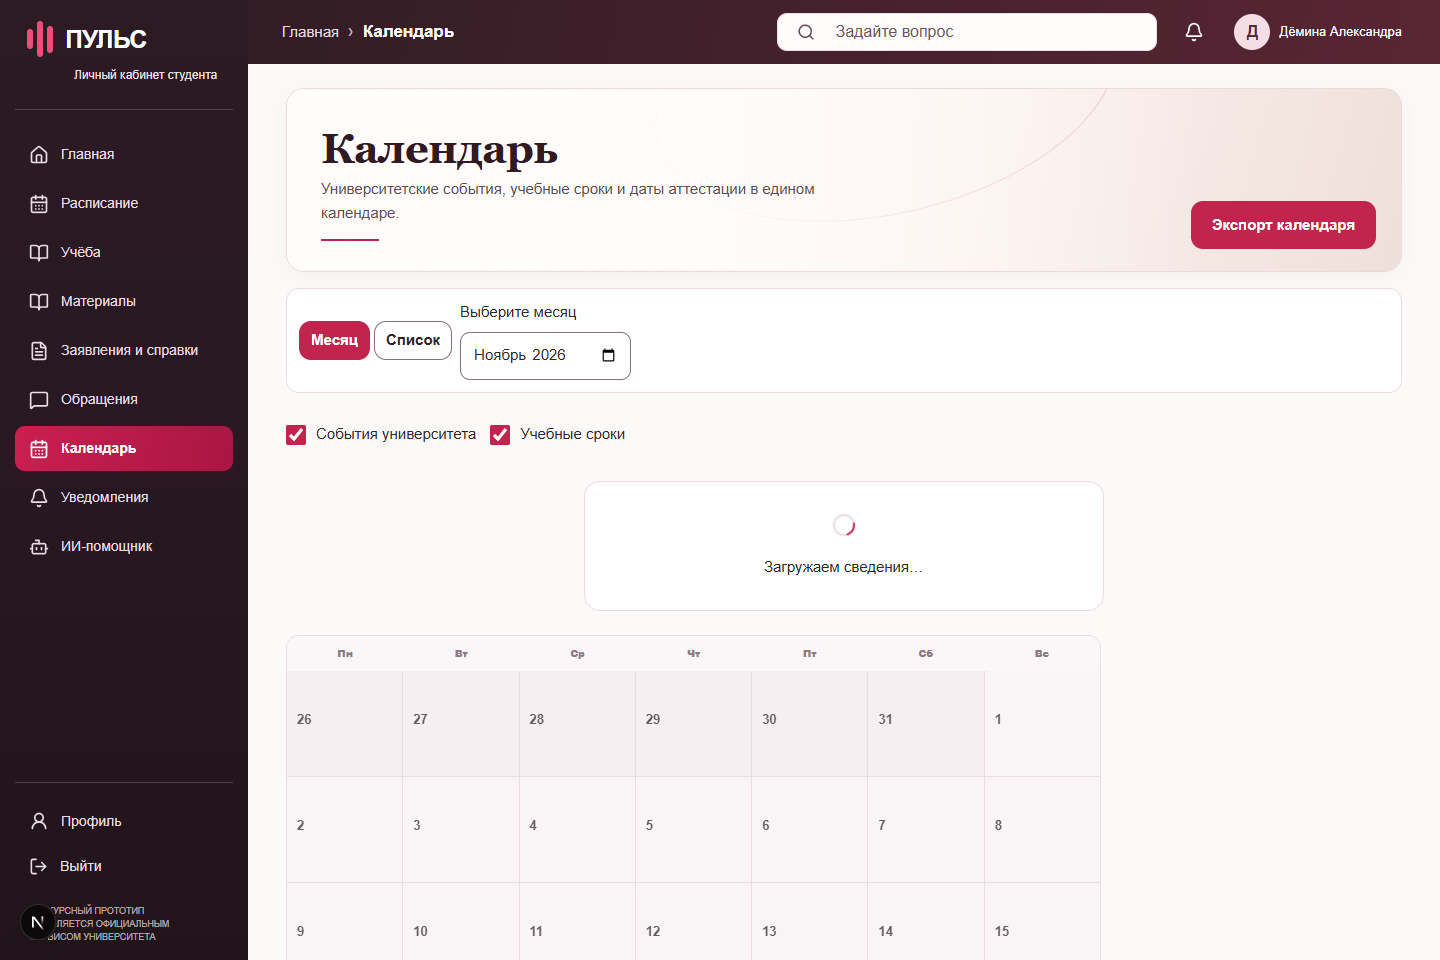 ПУЛЬС
Личный кабинет студента
Главная
Расписание
Учёба
Материалы
Заявления и справки
Обращения
Календарь
Уведомления
ИИ-помощник
Профиль
Выйти
ПРОТОТИП
ОФИЦИАЛЬНЫМ
УНИВЕРСИТЕТА
N
Главная › Календарь
Задайте вопрос
Д
Дёмина Александра
Календарь
Университетские события, учебные сроки и даты аттестации в едином
календаре.
Экспорт календаря
Выберите месяц
Месяц
Список
Ноябрь 2026
События университета
Учебные сроки
Загружаем сведения…
Пн Вт Ср Чт Пт Сб Вс
26 27 28 29 30 31 1
2 3 4 5 6 7 8
9 10 11 12 13 14 15